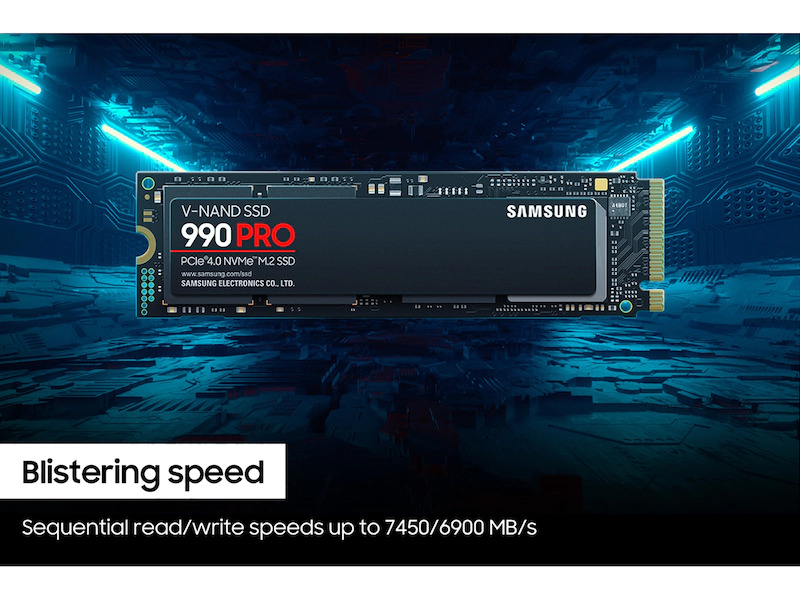 V-NAND SSD
SAMSUNG
990 PRO
PCIe® 4.0 NVMe™ M.2 SSD
www.samsung.com/ssd
SAMSUNG ELECTRONICS CO., LTD.
Blistering speed
Sequential read/write speeds up to 7450/6900 MB/s